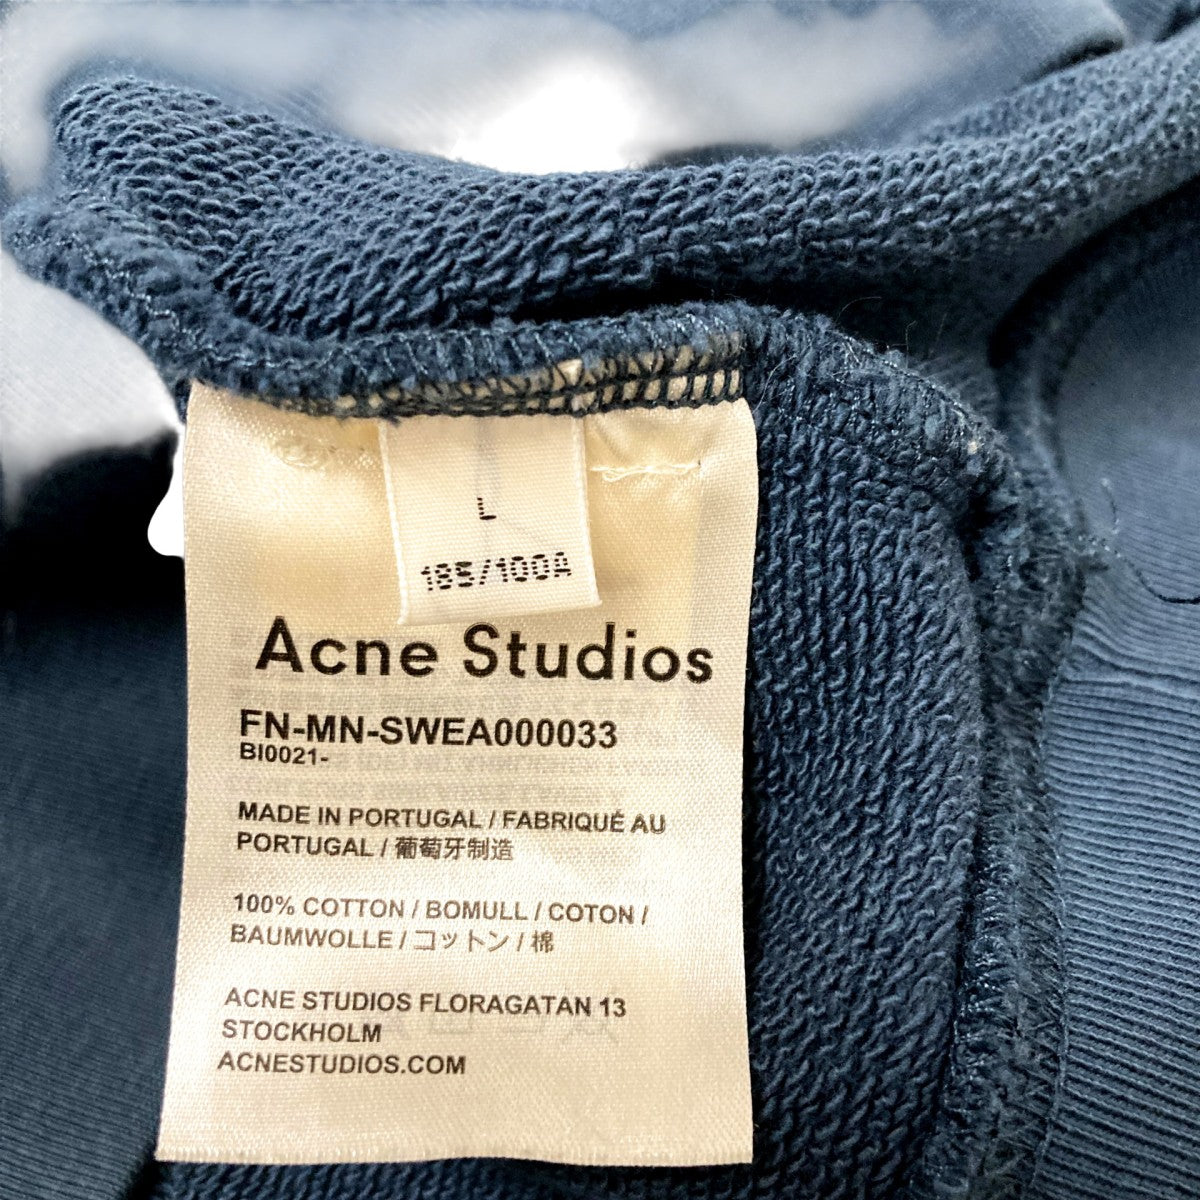 L
185/100A
Acne Studios
FN-MN-SWEA000033
BI0021-
MADE IN PORTUGAL / FABRIQUÉ AU
PORTUGAL / 葡萄牙制造
100% COTTON / BOMULL / COTON /
BAUMWOLLE / コットン / 棉
ACNE STUDIOS FLORAGATAN 13
STOCKHOLM
ACNESTUDIOS.COM